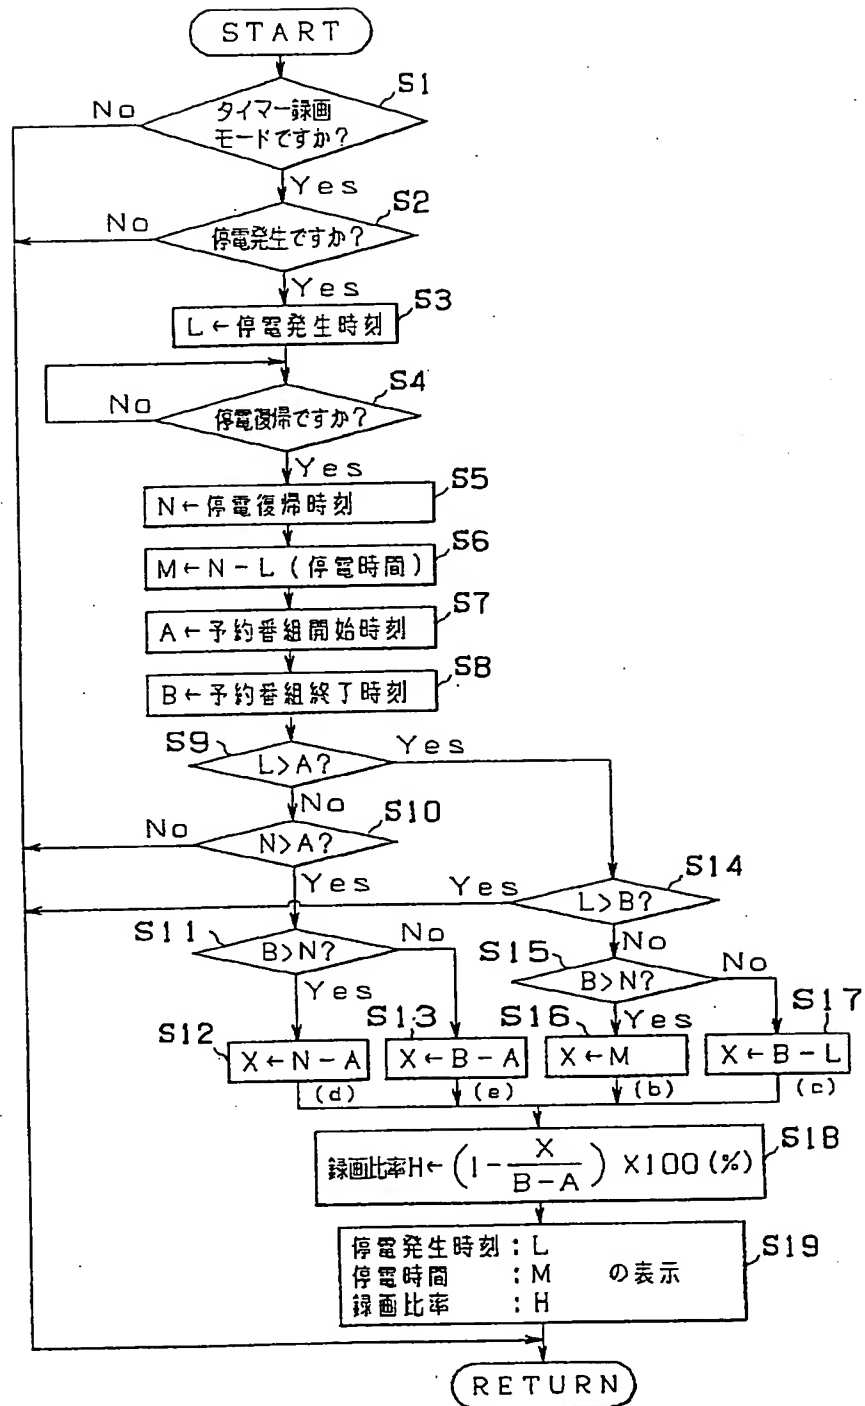 START
S1
タイマー録画
モードですか?
No
Yes
S2
停電発生ですか?
No
Yes
S3
L←停電発生時刻
S4
停電復帰ですか?
No
Yes
S5
N←停電復帰時刻
S6
M←N-L(停電時間)
S7
A←予約番組開始時刻
S8
B←予約番組終了時刻
S9
L>A?
Yes
No
S10
N>A?
No
Yes
S14
L>B?
Yes
No
S11
B>N?
No
Yes
S15
B>N?
No
Yes
S12
X←N-A
(d)
S13
X←B-A
(e)
S16
X←M
(b)
S17
X←B-L
(c)
S18
録画比率H←(1-X/(B-A))×100(%)
S19
停電発生時刻:L
停電時間:M の表示
録画比率:H
RETURN